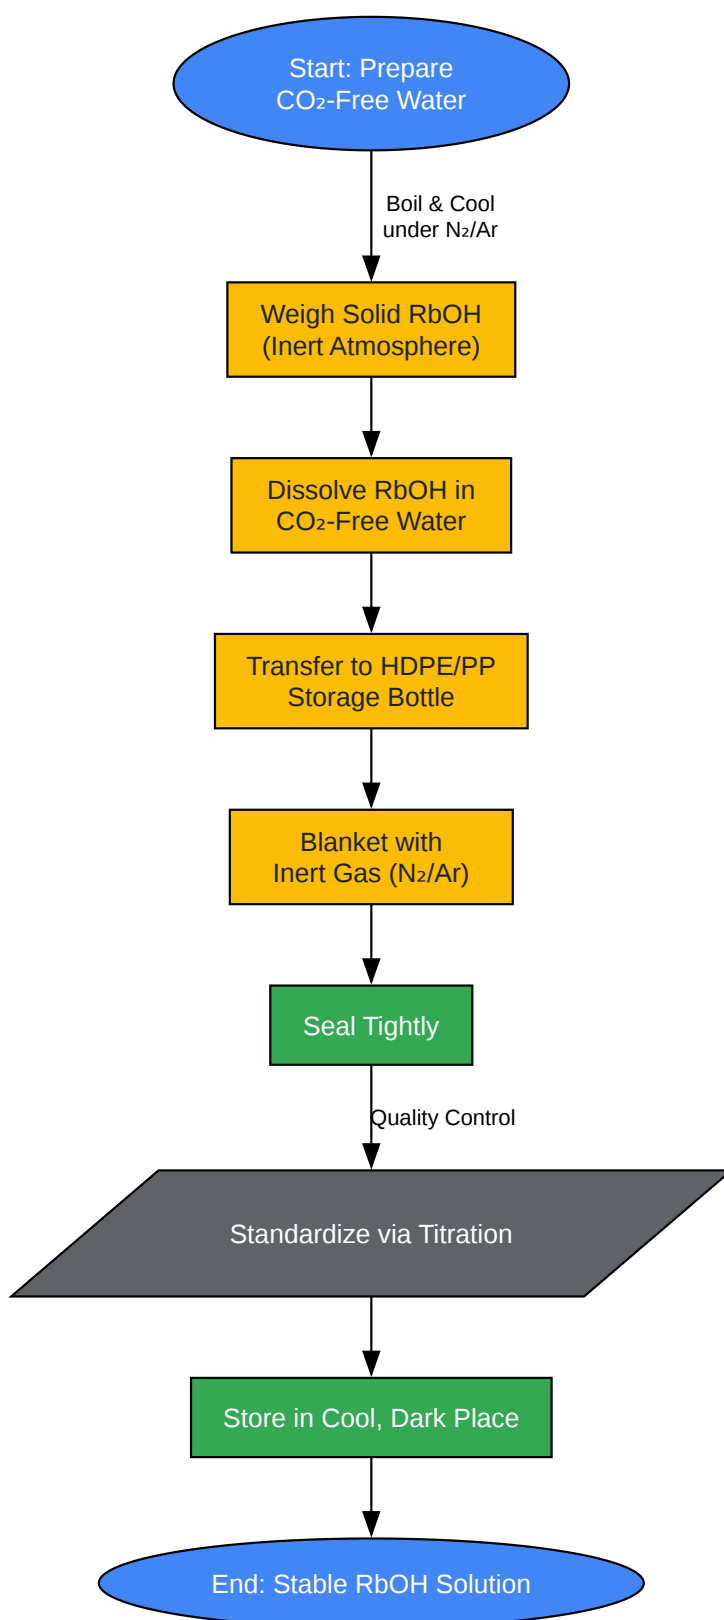 Start: Prepare
CO₂-Free Water
Boil & Cool
under N₂/Ar
Weigh Solid RbOH
(Inert Atmosphere)
Dissolve RbOH in
CO₂-Free Water
Transfer to HDPE/PP
Storage Bottle
Blanket with
Inert Gas (N₂/Ar)
Seal Tightly
Quality Control
Standardize via Titration
Store in Cool, Dark Place
End: Stable RbOH Solution